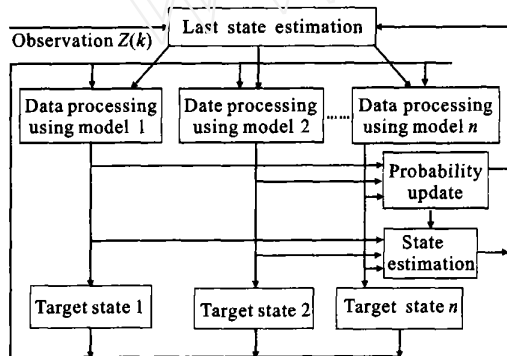 Last state estimation
Observation Z(k)
Data processing
using model 1
Date processing
using model 2
......
Data processing
using model n
Probability
update
State
estimation
Target state 1
Target state 2
Target state n